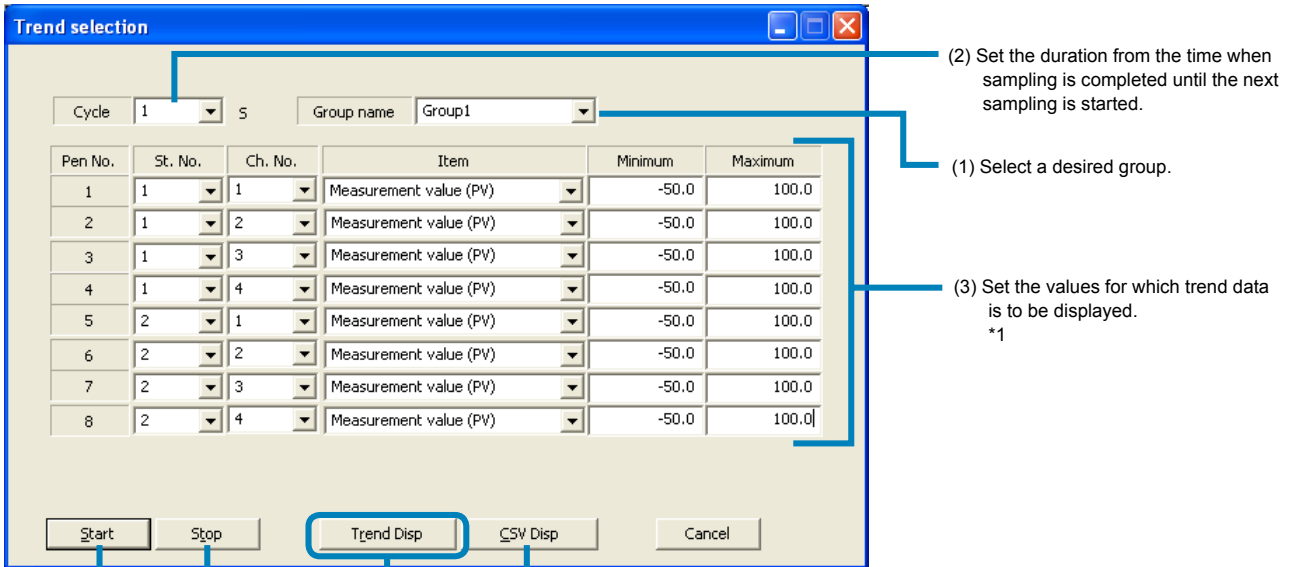 Trend selection
(2) Set the duration from the time when
sampling is completed until the next
sampling is started.
Cycle 1 S Group name Group1
Pen No. St. No. Ch. No. Item Minimum Maximum
(1) Select a desired group.
1 1 1 Measurement value (PV) -50.0 100.0
2 1 2 Measurement value (PV) -50.0 100.0
3 1 3 Measurement value (PV) -50.0 100.0
4 1 4 Measurement value (PV) -50.0 100.0
(3) Set the values for which trend data
is to be displayed.
*1
5 2 1 Measurement value (PV) -50.0 100.0
6 2 2 Measurement value (PV) -50.0 100.0
7 2 3 Measurement value (PV) -50.0 100.0
8 2 4 Measurement value (PV) -50.0 100.0
Start Stop Trend Disp CSV Disp Cancel